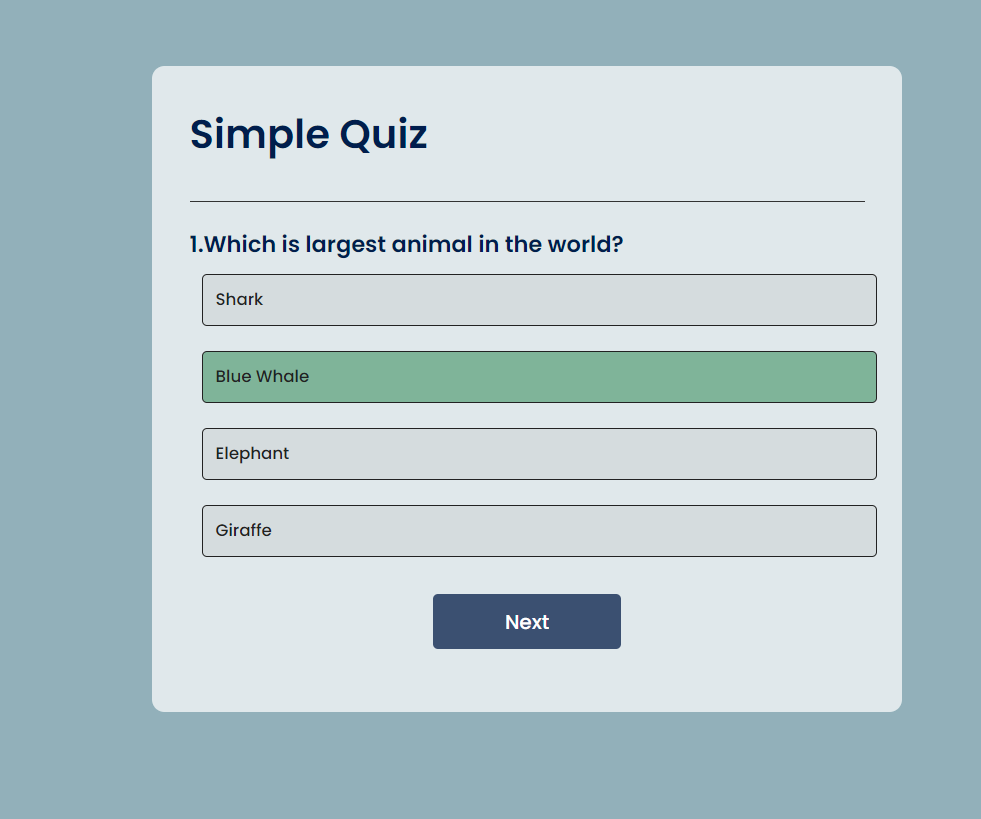 Simple Quiz
1.Which is largest animal in the world?
Shark
Blue Whale
Elephant
Giraffe
Next